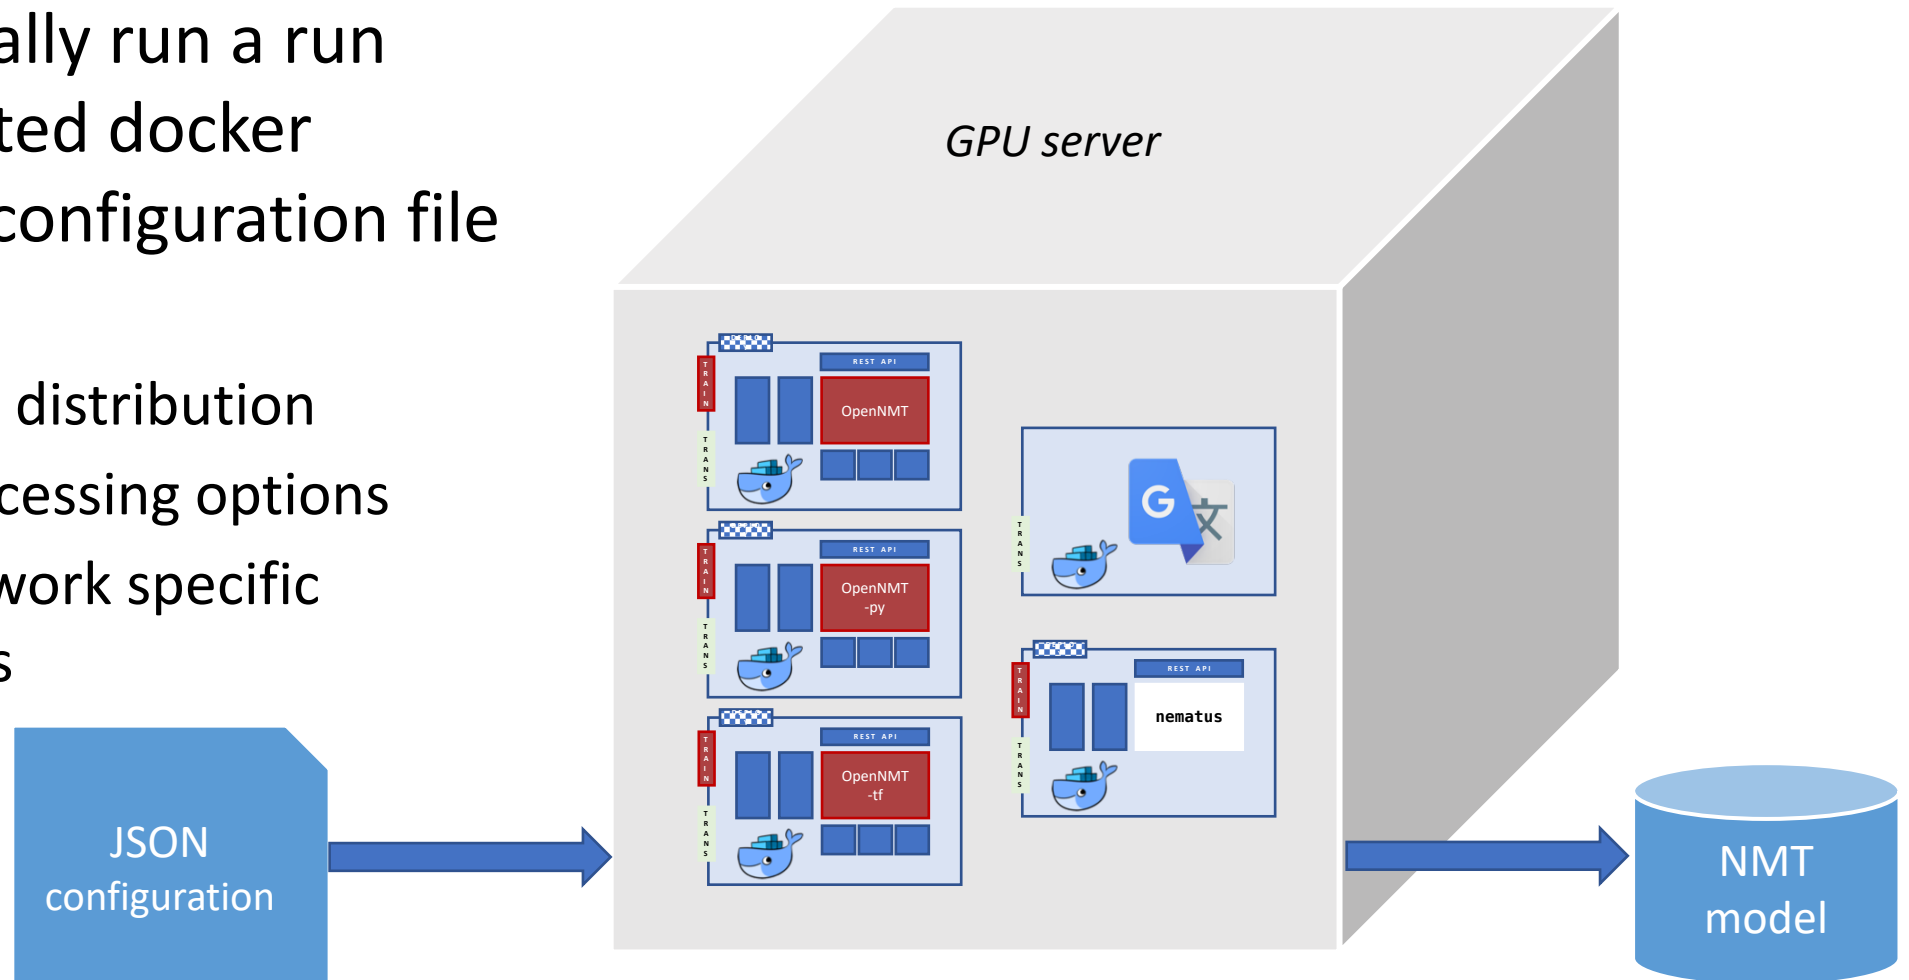 ally run a run
ted docker
configuration file
distribution
cessing options
work specific
s
GPU server
REST API
TRAIN
OpenNMT
TRANS
REST API
TRAIN
OpenNMT
-py
TRANS
REST API
TRAIN
OpenNMT
-tf
TRANS
G
文
TRANS
REST API
TRAIN
nematus
TRANS
JSON
configuration
NMT
model